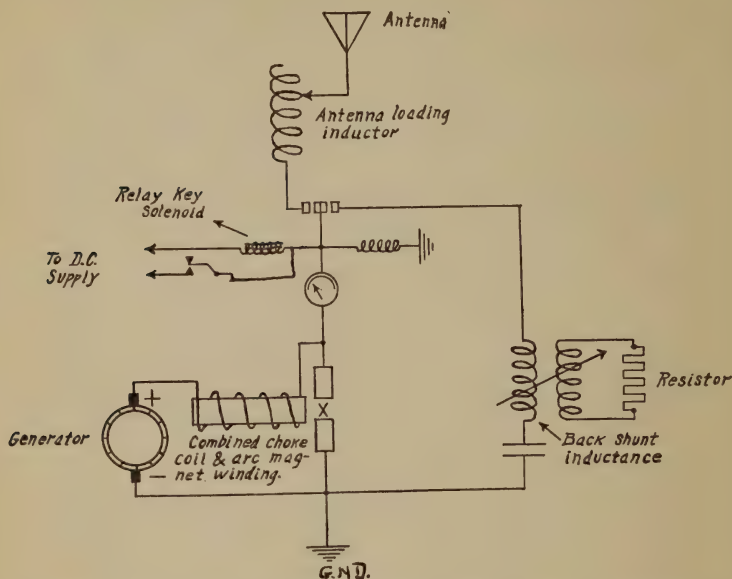 Antenna
Antenna loading
inductor
Relay Key
Solenoid
To D.C.
Supply
+
Resistor
Generator
Combined choke
coil & arc mag-
net winding.
Back shunt
inductance
—
X
G.N.D.